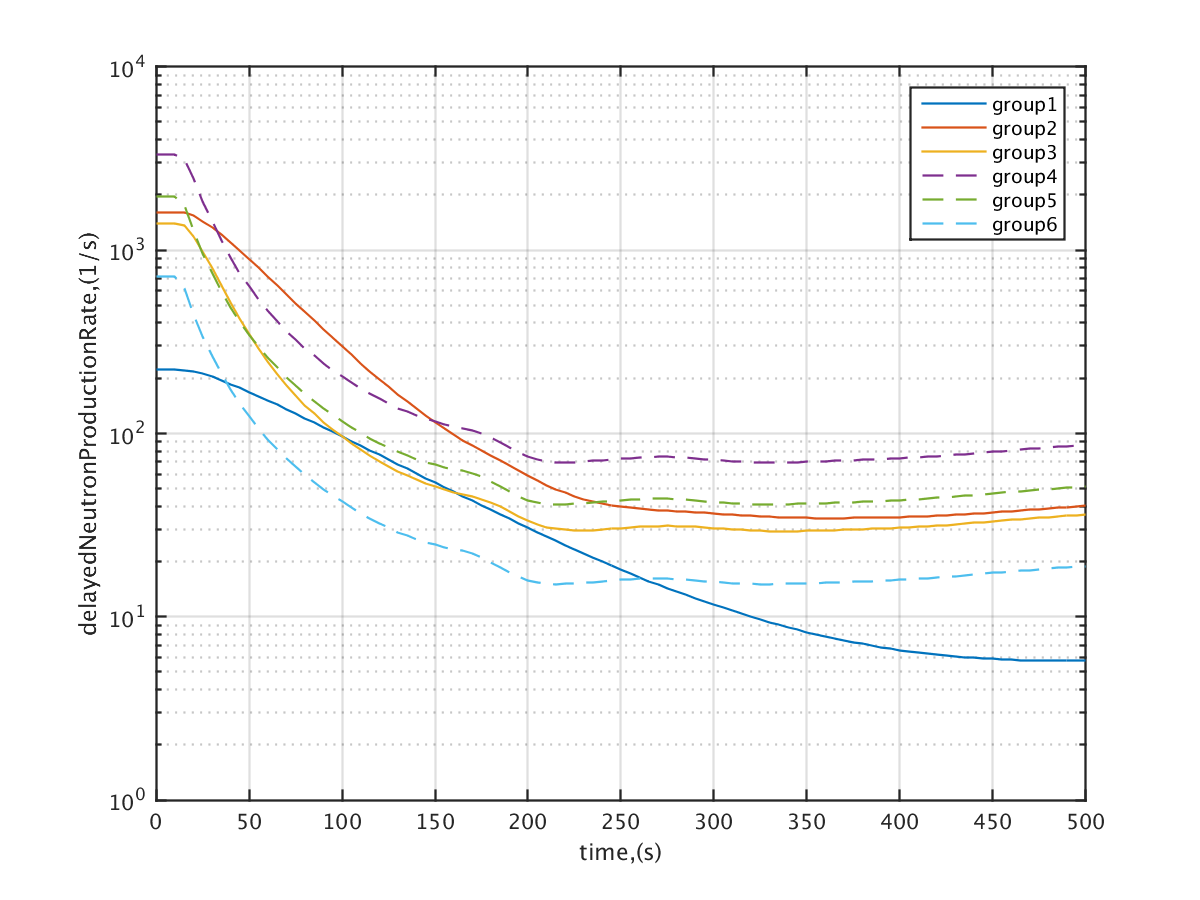 10^4
10^3
10^2
10^1
10^0
delayedNeutronProductionRate,(1/s)
group1
group2
group3
group4
group5
group6
0 50 100 150 200 250 300 350 400 450 500
time,(s)